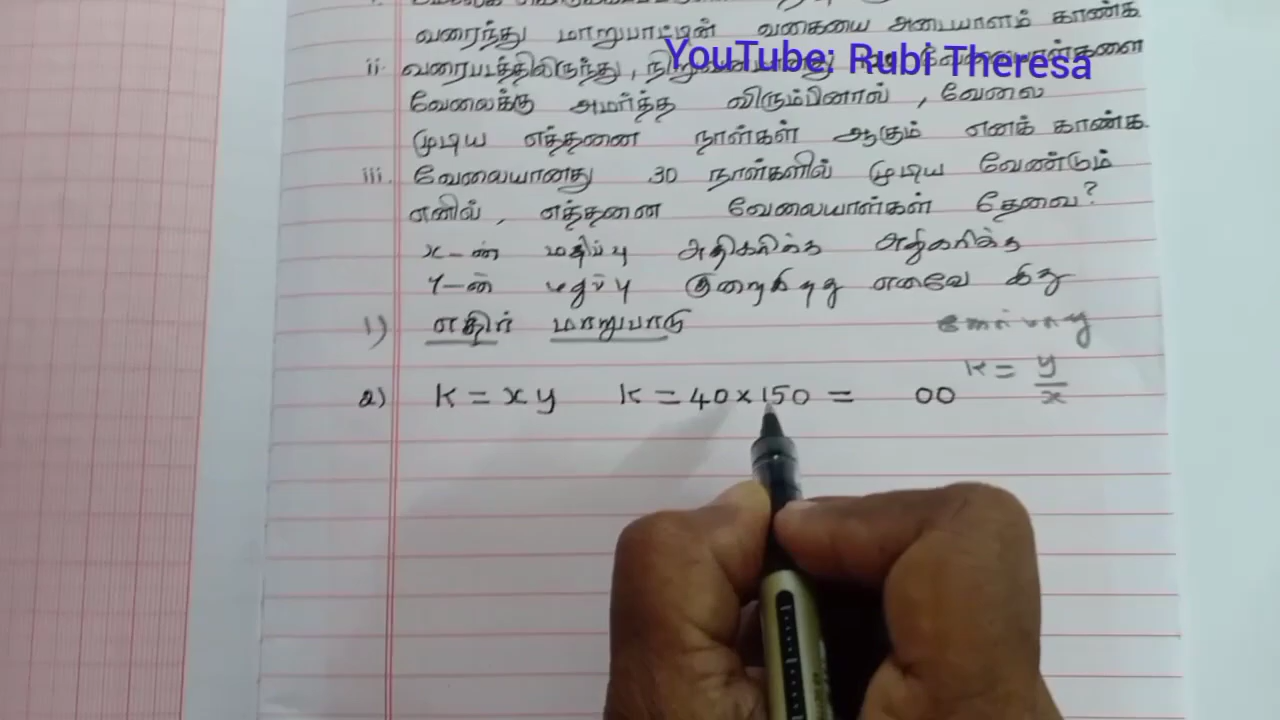 வரைந்து மாறுபாட்டின் வகையை அடையாளம் காண்க
YouTube: Rubi Theresa
ii. வரைபடத்திலிருந்து, வேலையாட்களை
வேலைக்கு அமர்த்த விரும்பினால் , வேலை
முடிய எத்தனை நாள்கள் ஆகும் எனக் காண்க.
iii. வேலையானது 30 நாள்களில் முடிய வேண்டும்
எனில் , எத்தனை வேலையாள்கள் தேவை?
x-ன் மதிப்பு அதிகரிக்க அதிகரிக்க
Y-ன் மதிப்பு குறைகிறது எனவே இது
1) எதிர் மாறுபாடு
K = y/x
2) K = xy K = 40×150 = 00